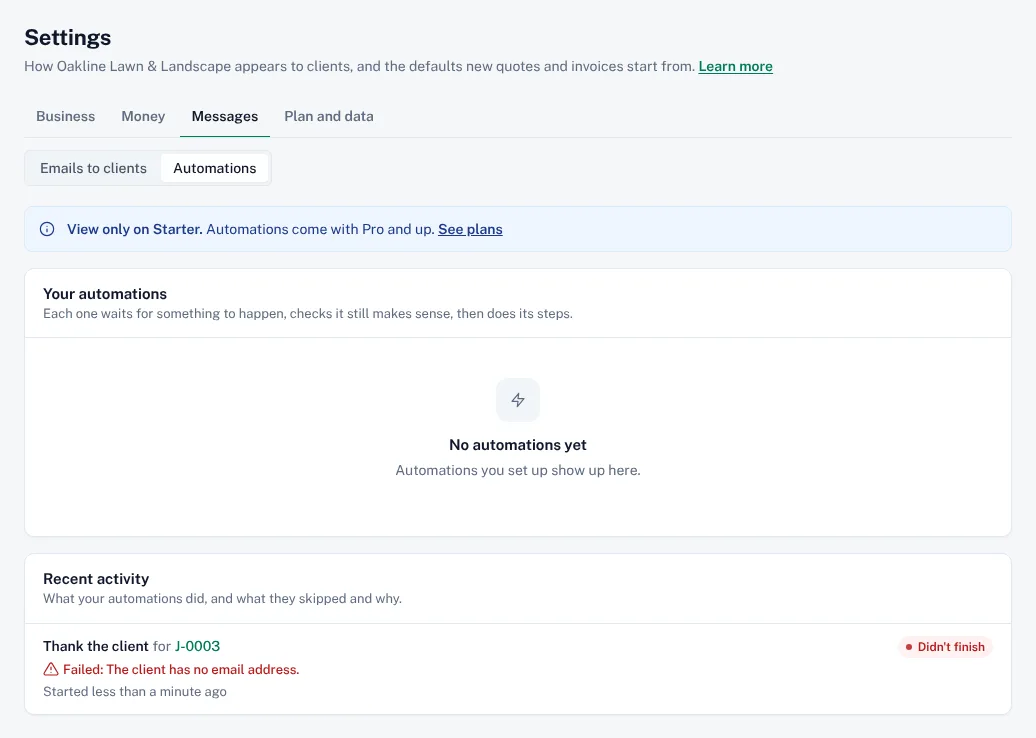 Settings
How Oakline Lawn & Landscape appears to clients, and the defaults new quotes and invoices start from. Learn more
Business Money Messages Plan and data
Emails to clients Automations
View only on Starter. Automations come with Pro and up. See plans
Your automations
Each one waits for something to happen, checks it still makes sense, then does its steps.
No automations yet
Automations you set up show up here.
Recent activity
What your automations did, and what they skipped and why.
Thank the client for J-0003 Didn't finish
Failed: The client has no email address.
Started less than a minute ago